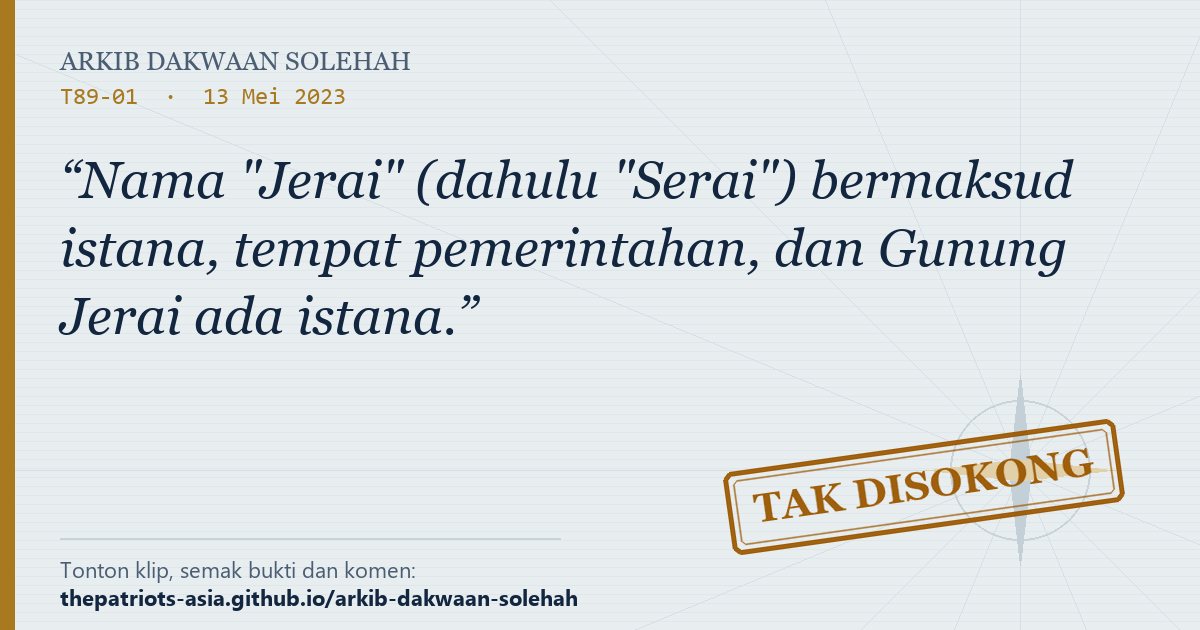 ARKIB DAKWAAN SOLEHAH
T89-01 · 13 Mei 2023
“Nama "Jerai" (dahulu "Serai") bermaksud
istana, tempat pemerintahan, dan Gunung
Jerai ada istana.”
TAK DISOKONG
Tonton klip, semak bukti dan komen:
thepatriots-asia.github.io/arkib-dakwaan-solehah